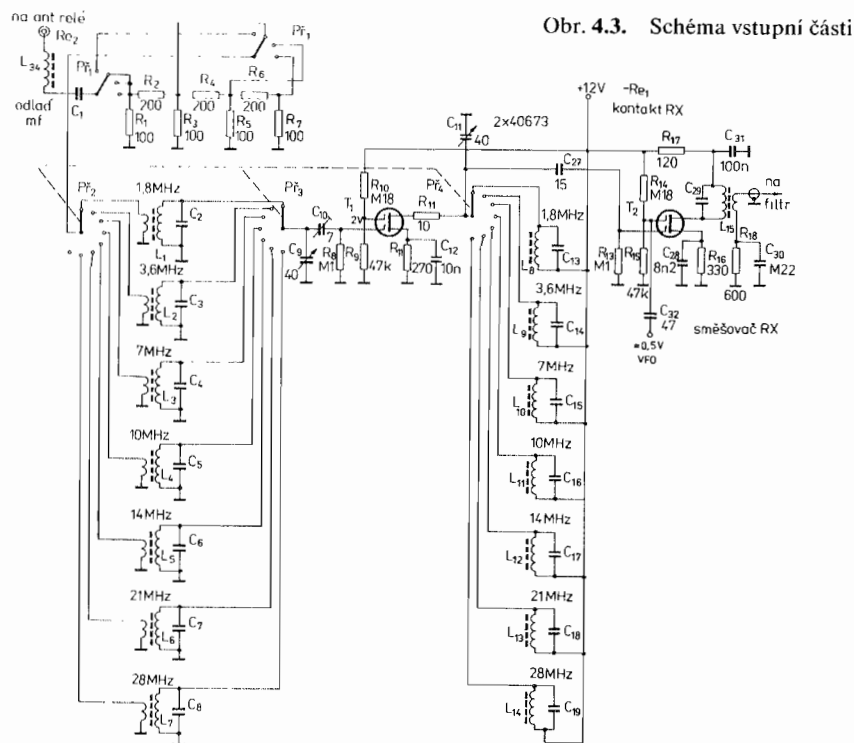 Obr. 4.3. Schéma vstupní části
na ant relé
Re₂
L₃₄
odlaď
mf
C₁
Př₁
R₂
200
R₄
200
R₆
200
Př₁
R₁
100
R₃
100
R₅
100
R₇
100
+12V
-Re₁
kontakt RX
C₁₁
40
2x40673
C₂₇
15
R₁₇
120
C₃₁
100n
Př₂
1,8MHz
C₂
L₁
3,6MHz
C₃
L₂
7MHz
C₄
L₃
10MHz
C₅
L₄
14MHz
C₆
L₅
21MHz
C₇
L₆
28MHz
C₈
L₇
Př₃
C₉
40
C₁₀
7
R₈
M1
R₉
47k
R₁₀
M18
T₁
2V
R₁₁
10
R₁₁
270
C₁₂
10n
Př₄
1,8MHz
L₈
C₁₃
3,6MHz
L₉
C₁₄
7MHz
L₁₀
C₁₅
10MHz
L₁₁
C₁₆
14MHz
L₁₂
C₁₇
21MHz
L₁₃
C₁₈
28MHz
L₁₄
C₁₉
R₁₄
M18
T₂
R₁₃
M1
R₁₅
47k
C₂₈
8n2
R₁₆
330
C₂₉
L₁₅
na
filtr
R₁₈
600
C₃₀
M22
C₃₂
47
≈0,5V
VFO
směšovač RX